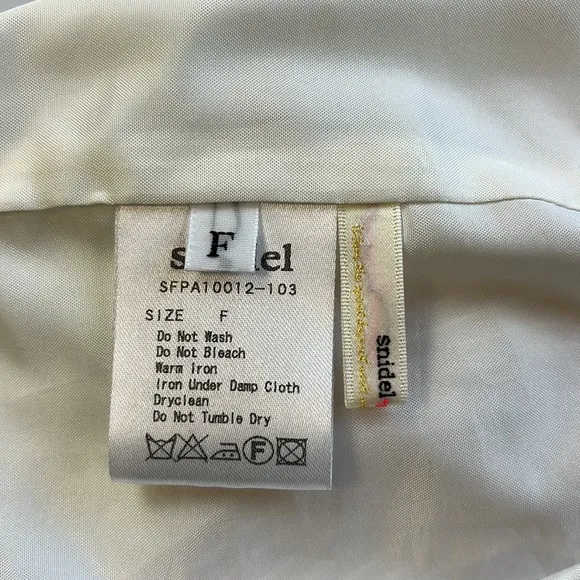 F
snidel
SFPA10012-103
SIZE F
Do Not Wash
Do Not Bleach
Warm Iron
Iron Under Damp Cloth
Dryclean
Do Not Tumble Dry
F
snidel